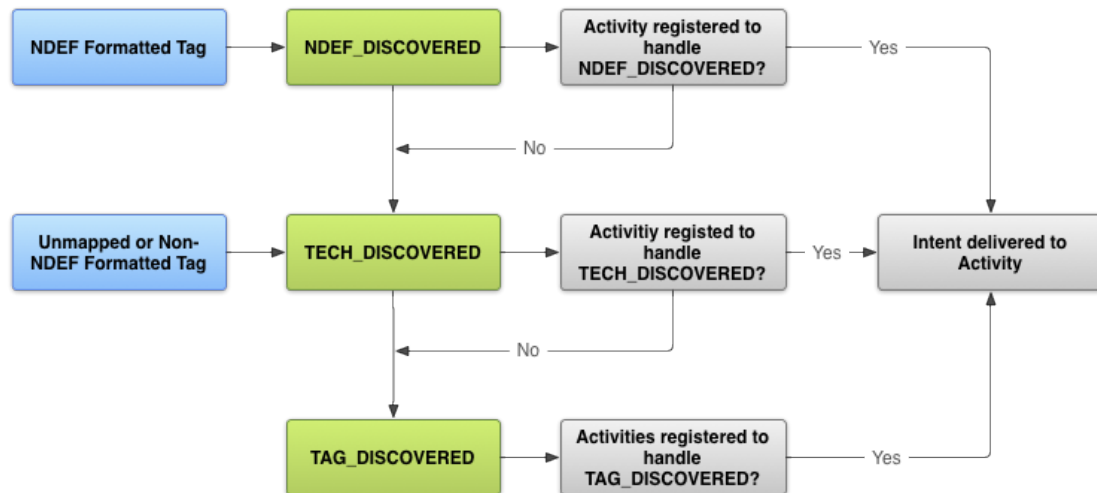 NDEF Formatted Tag
NDEF_DISCOVERED
Activity registered to
handle
NDEF_DISCOVERED?
Yes
No
Unmapped or Non-
NDEF Formatted Tag
TECH_DISCOVERED
Activitiy registed to
handle
TECH_DISCOVERED?
Yes
Intent delivered to
Activity
No
TAG_DISCOVERED
Activities registered to
handle
TAG_DISCOVERED?
Yes